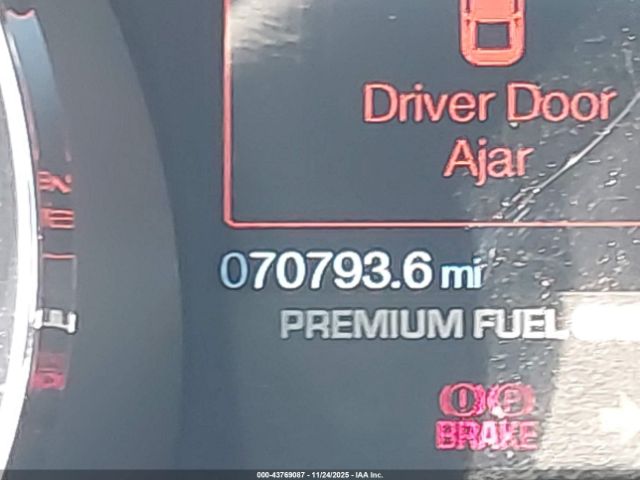 Driver Door
Ajar
070793.6 mi
PREMIUM FUEL
BRAKE
000-43769087 - 11/24/2025 - IAA Inc.